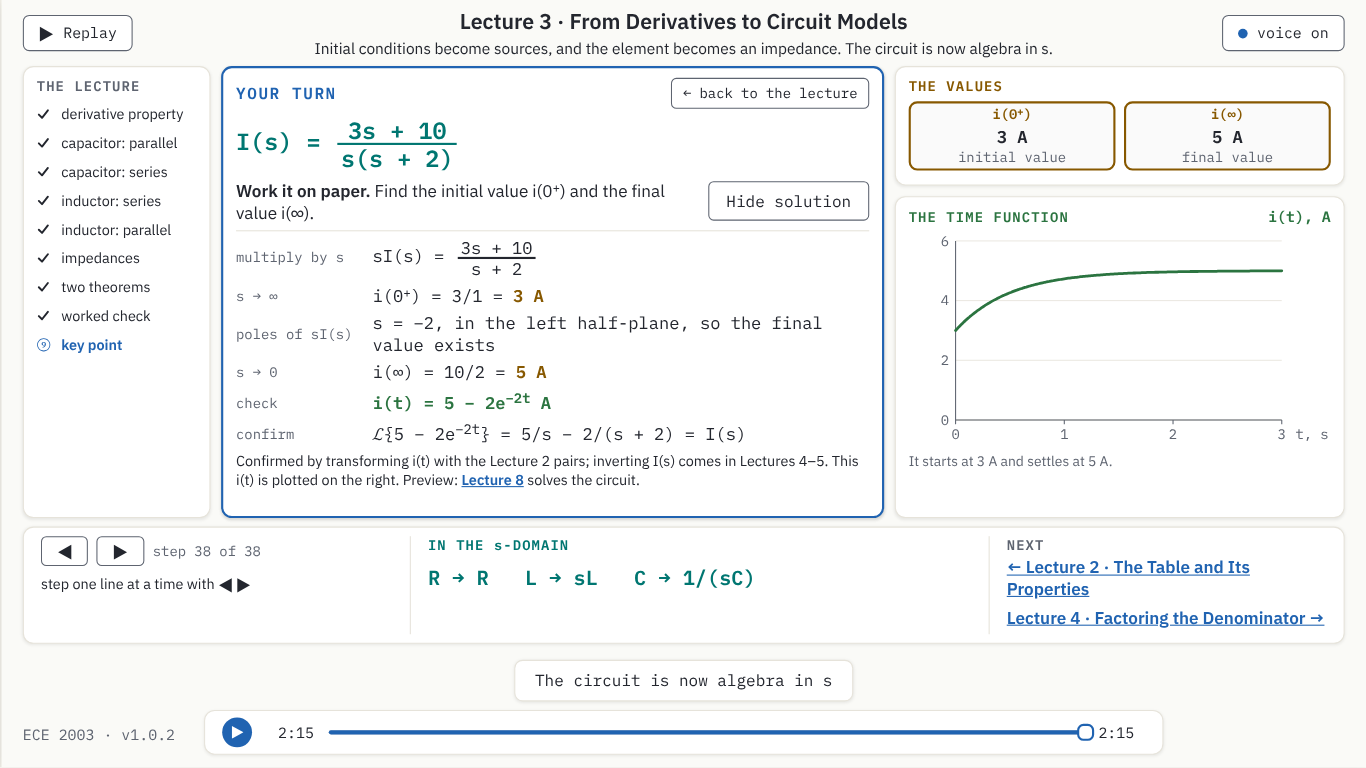 ▶ Replay
Lecture 3 · From Derivatives to Circuit Models
Initial conditions become sources, and the element becomes an impedance. The circuit is now algebra in s.
● voice on
THE LECTURE
✓ derivative property
✓ capacitor: parallel
✓ capacitor: series
✓ inductor: series
✓ inductor: parallel
✓ impedances
✓ two theorems
✓ worked check
⑨ key point
YOUR TURN
← back to the lecture
I(s) = (3s + 10)/(s(s + 2))
Work it on paper. Find the initial value i(0⁺) and the final
value i(∞).
Hide solution
multiply by s sI(s) = (3s + 10)/(s + 2)
s → ∞ i(0⁺) = 3/1 = 3 A
poles of sI(s) s = −2, in the left half-plane, so the final
value exists
s → 0 i(∞) = 10/2 = 5 A
check i(t) = 5 − 2e⁻²ᵗ A
confirm ℒ{5 − 2e⁻²ᵗ} = 5/s − 2/(s + 2) = I(s)
Confirmed by transforming i(t) with the Lecture 2 pairs; inverting I(s) comes in Lectures 4–5. This
i(t) is plotted on the right. Preview: Lecture 8 solves the circuit.
THE VALUES
i(0⁺)
3 A
initial value
i(∞)
5 A
final value
THE TIME FUNCTION
i(t), A
6
4
2
0
0 1 2 3 t, s
It starts at 3 A and settles at 5 A.
◀ ▶ step 38 of 38
step one line at a time with ◀ ▶
IN THE s-DOMAIN
R → R L → sL C → 1/(sC)
NEXT
← Lecture 2 · The Table and Its
Properties
Lecture 4 · Factoring the Denominator →
The circuit is now algebra in s
ECE 2003 · v1.0.2
▶ 2:15 2:15